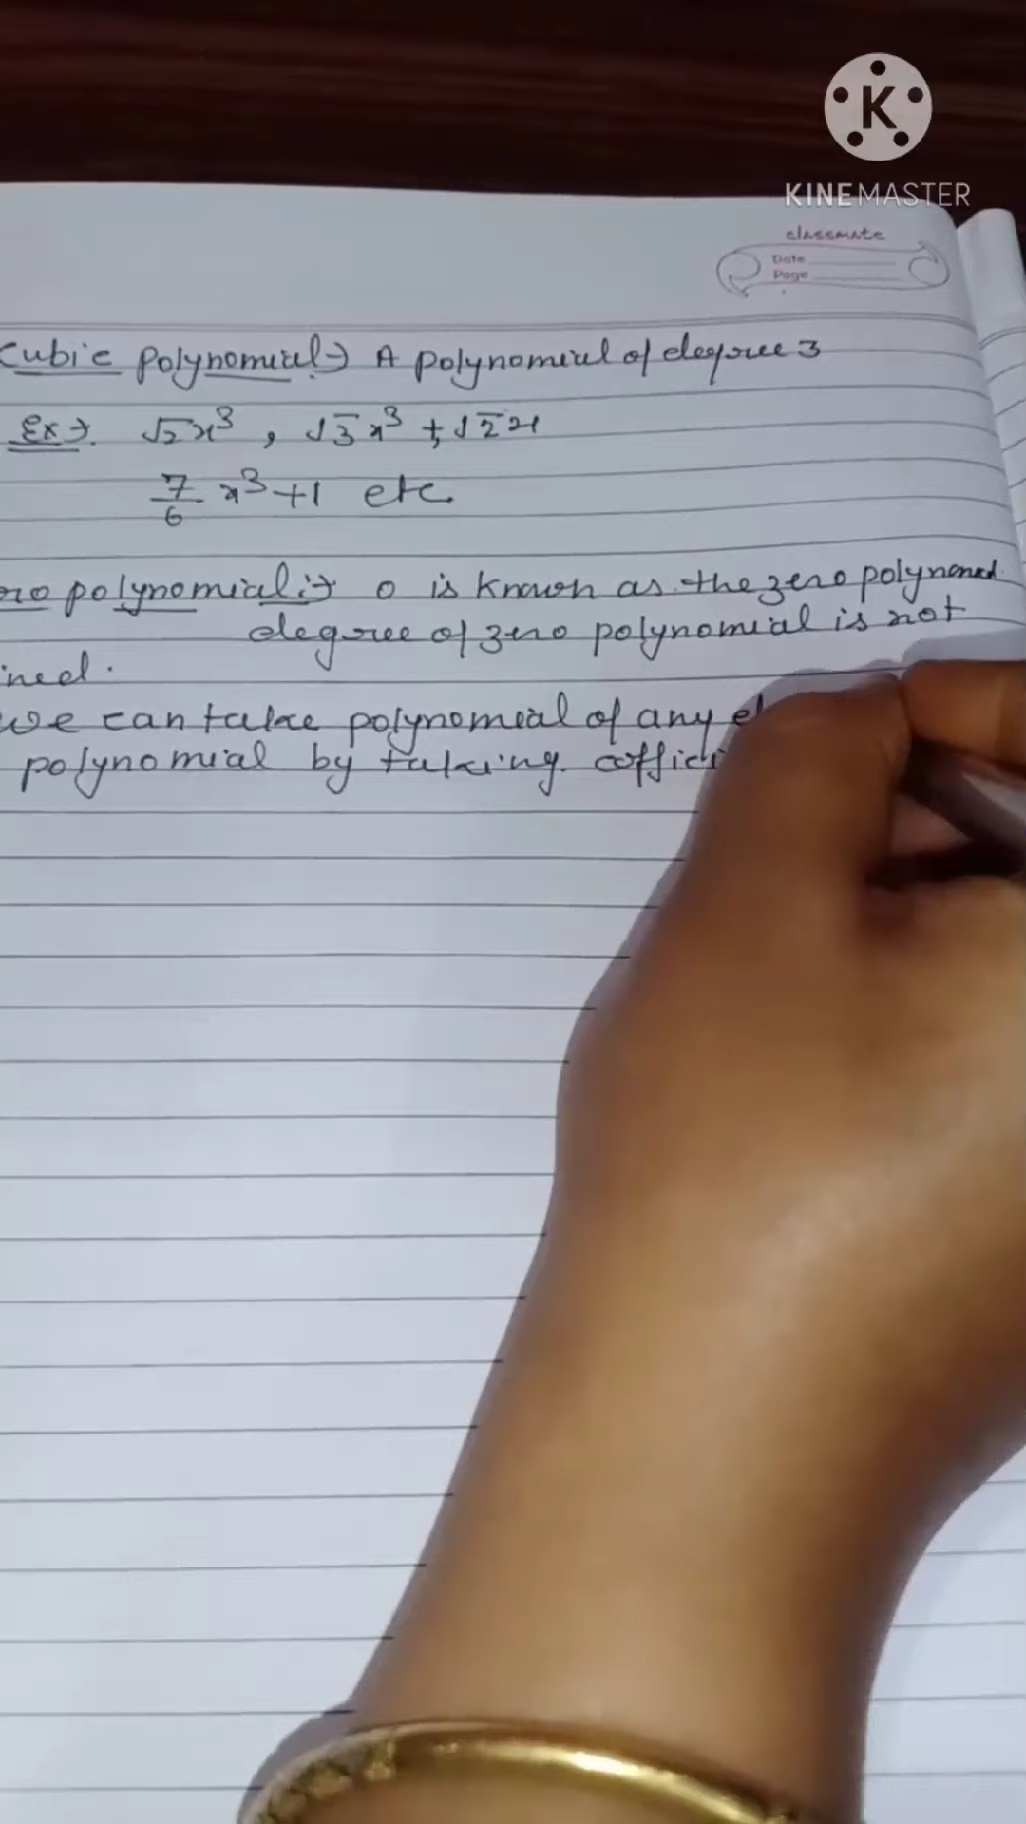 K
KINEMASTER
classmate
Date
Page
Cubic polynomial → A polynomial of degree 3
Ex →. √2x³, √3x³ + √2x
7/6 x³+1 etc
ero polynomial :→ 0 is known as the zero polynomial
degree of zero polynomial is not
ined.
we can take polynomial of any
polynomial by taking